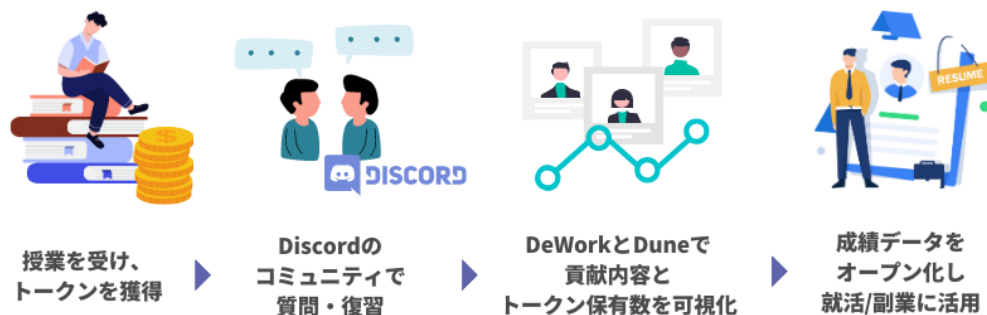 DISCORD
RESUME
授業を受け、
トークンを獲得
Discordの
コミュニティで
質問・復習
DeWorkとDuneで
貢献内容と
トークン保有数を可視化
成績データを
オープン化し
就活/副業に活用